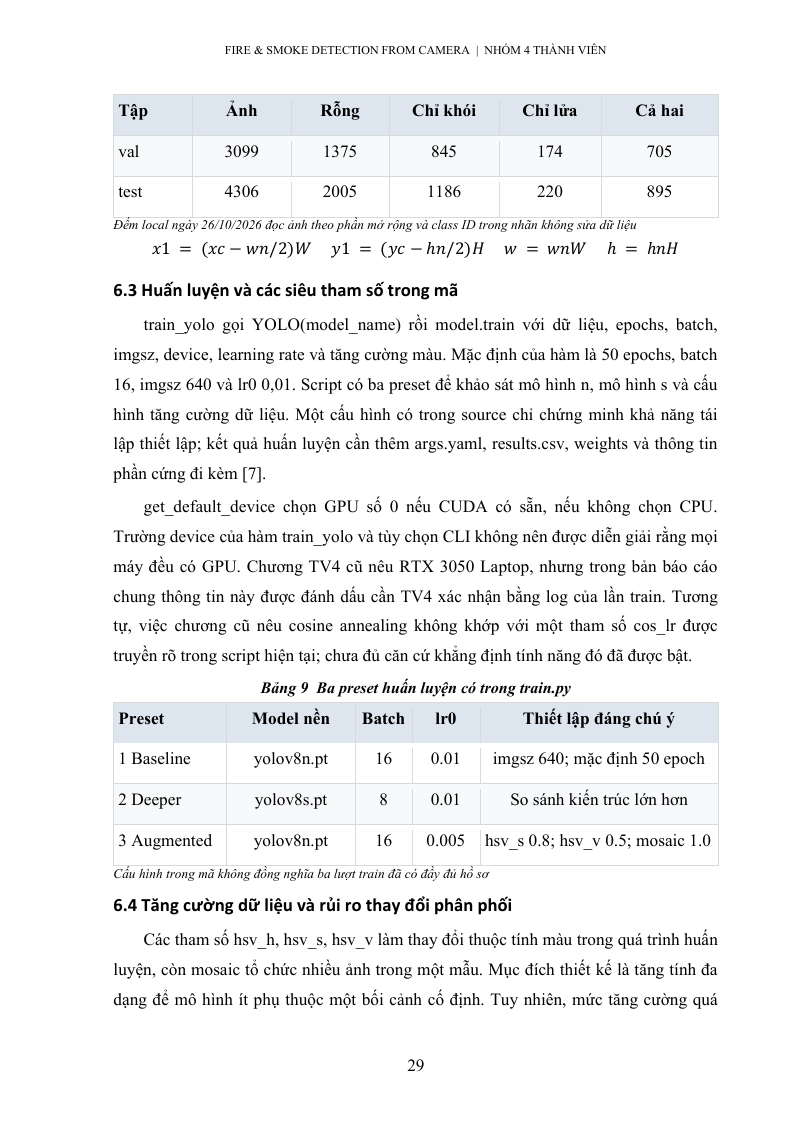 FIRE & SMOKE DETECTION FROM CAMERA | NHÓM 4 THÀNH VIÊN
Tập Ảnh Rỗng Chỉ khói Chỉ lửa Cả hai
val 3099 1375 845 174 705
test 4306 2005 1186 220 895
Đếm local ngày 26/10/2026 đọc ảnh theo phần mở rộng và class ID trong nhãn không sửa dữ liệu
x1 = (xc − wn/2)W y1 = (yc − hn/2)H w = wnW h = hnH
6.3 Huấn luyện và các siêu tham số trong mã
train_yolo gọi YOLO(model_name) rồi model.train với dữ liệu, epochs, batch,
imgsz, device, learning rate và tăng cường màu. Mặc định của hàm là 50 epochs, batch
16, imgsz 640 và lr0 0,01. Script có ba preset để khảo sát mô hình n, mô hình s và cấu
hình tăng cường dữ liệu. Một cấu hình có trong source chỉ chứng minh khả năng tái
lập thiết lập; kết quả huấn luyện cần thêm args.yaml, results.csv, weights và thông tin
phần cứng đi kèm [7].
get_default_device chọn GPU số 0 nếu CUDA có sẵn, nếu không chọn CPU.
Trường device của hàm train_yolo và tùy chọn CLI không nên được diễn giải rằng mọi
máy đều có GPU. Chương TV4 cũ nêu RTX 3050 Laptop, nhưng trong bản báo cáo
chung thông tin này được đánh dấu cần TV4 xác nhận bằng log của lần train. Tương
tự, việc chương cũ nêu cosine annealing không khớp với một tham số cos_lr được
truyền rõ trong script hiện tại; chưa đủ căn cứ khẳng định tính năng đó đã được bật.
Bảng 9 Ba preset huấn luyện có trong train.py
Preset Model nền Batch lr0 Thiết lập đáng chú ý
1 Baseline yolov8n.pt 16 0.01 imgsz 640; mặc định 50 epoch
2 Deeper yolov8s.pt 8 0.01 So sánh kiến trúc lớn hơn
3 Augmented yolov8n.pt 16 0.005 hsv_s 0.8; hsv_v 0.5; mosaic 1.0
Cấu hình trong mã không đồng nghĩa ba lượt train đã có đầy đủ hồ sơ
6.4 Tăng cường dữ liệu và rủi ro thay đổi phân phối
Các tham số hsv_h, hsv_s, hsv_v làm thay đổi thuộc tính màu trong quá trình huấn
luyện, còn mosaic tổ chức nhiều ảnh trong một mẫu. Mục đích thiết kế là tăng tính đa
dạng để mô hình ít phụ thuộc một bối cảnh cố định. Tuy nhiên, mức tăng cường quá
29